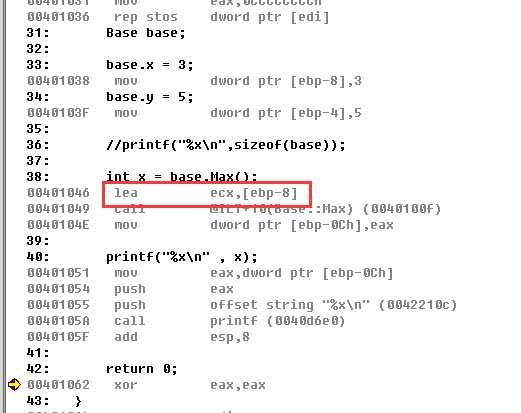 00401036 rep stos dword ptr [edi]
31: Base base;
32:
33: base.x = 3;
00401038 mov dword ptr [ebp-8],3
34: base.y = 5;
0040103F mov dword ptr [ebp-4],5
35:
36: //printf("%x\n",sizeof(base));
37:
38: int x = base.Max();
00401046 lea ecx,[ebp-8]
00401049 call @ILT+10(Base::Max) (0040100f)
0040104E mov dword ptr [ebp-0Ch],eax
39:
40: printf("%x\n" , x);
00401051 mov eax,dword ptr [ebp-0Ch]
00401054 push eax
00401055 push offset string "%x\n" (0042210c)
0040105A call printf (0040d6e0)
0040105F add esp,8
41:
42: return 0;
00401062 xor eax,eax
43: }